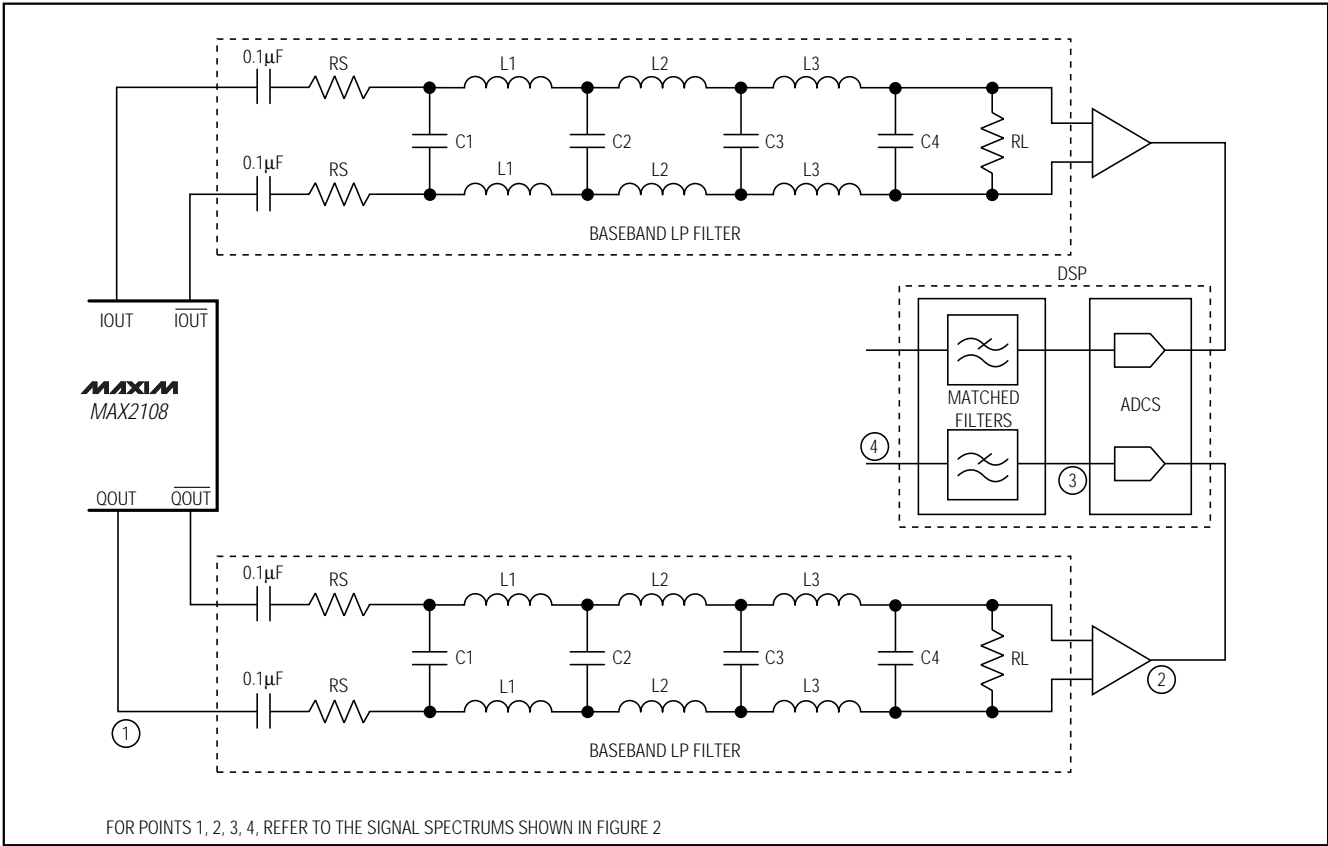 0.1μF RS L1 L2 L3
C1 C2 C3 C4 RL
0.1μF RS L1 L2 L3
BASEBAND LP FILTER
DSP
IOUT I̅O̅U̅T̅
MAXIM
MAX2108
MATCHED
FILTERS
ADCS
4
3
QOUT Q̅O̅U̅T̅
0.1μF RS L1 L2 L3
C1 C2 C3 C4 RL
2
0.1μF RS L1 L2 L3
1
BASEBAND LP FILTER
FOR POINTS 1, 2, 3, 4, REFER TO THE SIGNAL SPECTRUMS SHOWN IN FIGURE 2